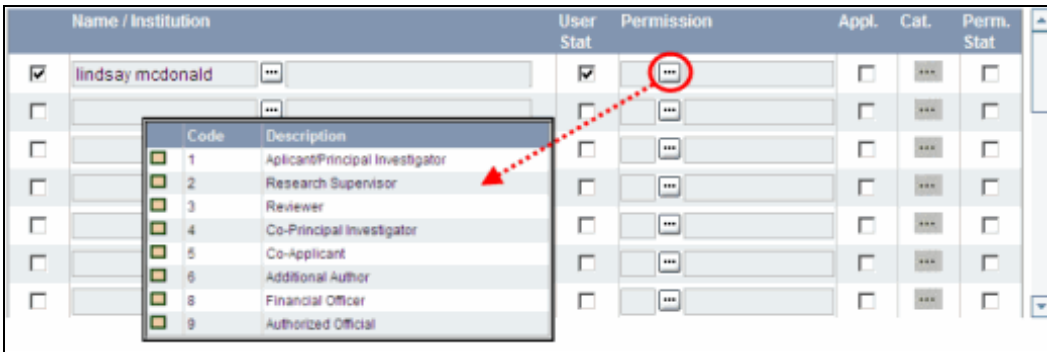 Name / Institution User Stat Permission Appl. Cat. Perm. Stat
lindsay mcdonald
Code Description
1 Aplicant/Principal Investigator
2 Research Supervisor
3 Reviewer
4 Co-Principal Investigator
5 Co-Applicant
6 Additional Author
8 Financial Officer
9 Authorized Official